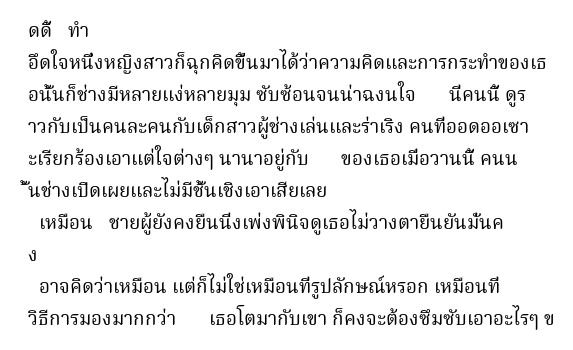 ดดี   ทำ
อึดใจหนึ่งหญิงสาวก็ฉุกคิดขึ้นมาได้ว่าความคิดและการกระทำของเธ
อนั้นก็ช่างมีหลายแง่หลายมุม ซับซ้อนจนน่าฉงนใจ      นีคนนี้ ดูร
าวกับเป็นคนละคนกับเด็กสาวผู้ช่างเล่นและร่าเริง คนที่ออดออเซา
ะเรียกร้องเอาแต่ใจต่างๆ นานาอยู่กับ      ของเธอเมื่อวานนี้ คนน
ั้นช่างเปิดเผยและไม่มีชั้นเชิงเอาเสียเลย
เหมือน   ชายผู้ยังคงยืนนิ่งเพ่งพินิจดูเธอไม่วางตายืนยันมั่นค
ง
อาจคิดว่าเหมือน แต่ก็ไม่ใช่เหมือนที่รูปลักษณ์หรอก เหมือนที่
วิธีการมองมากกว่า      เธอโตมากับเขา ก็คงจะต้องซึมซับเอาอะไรๆ ข